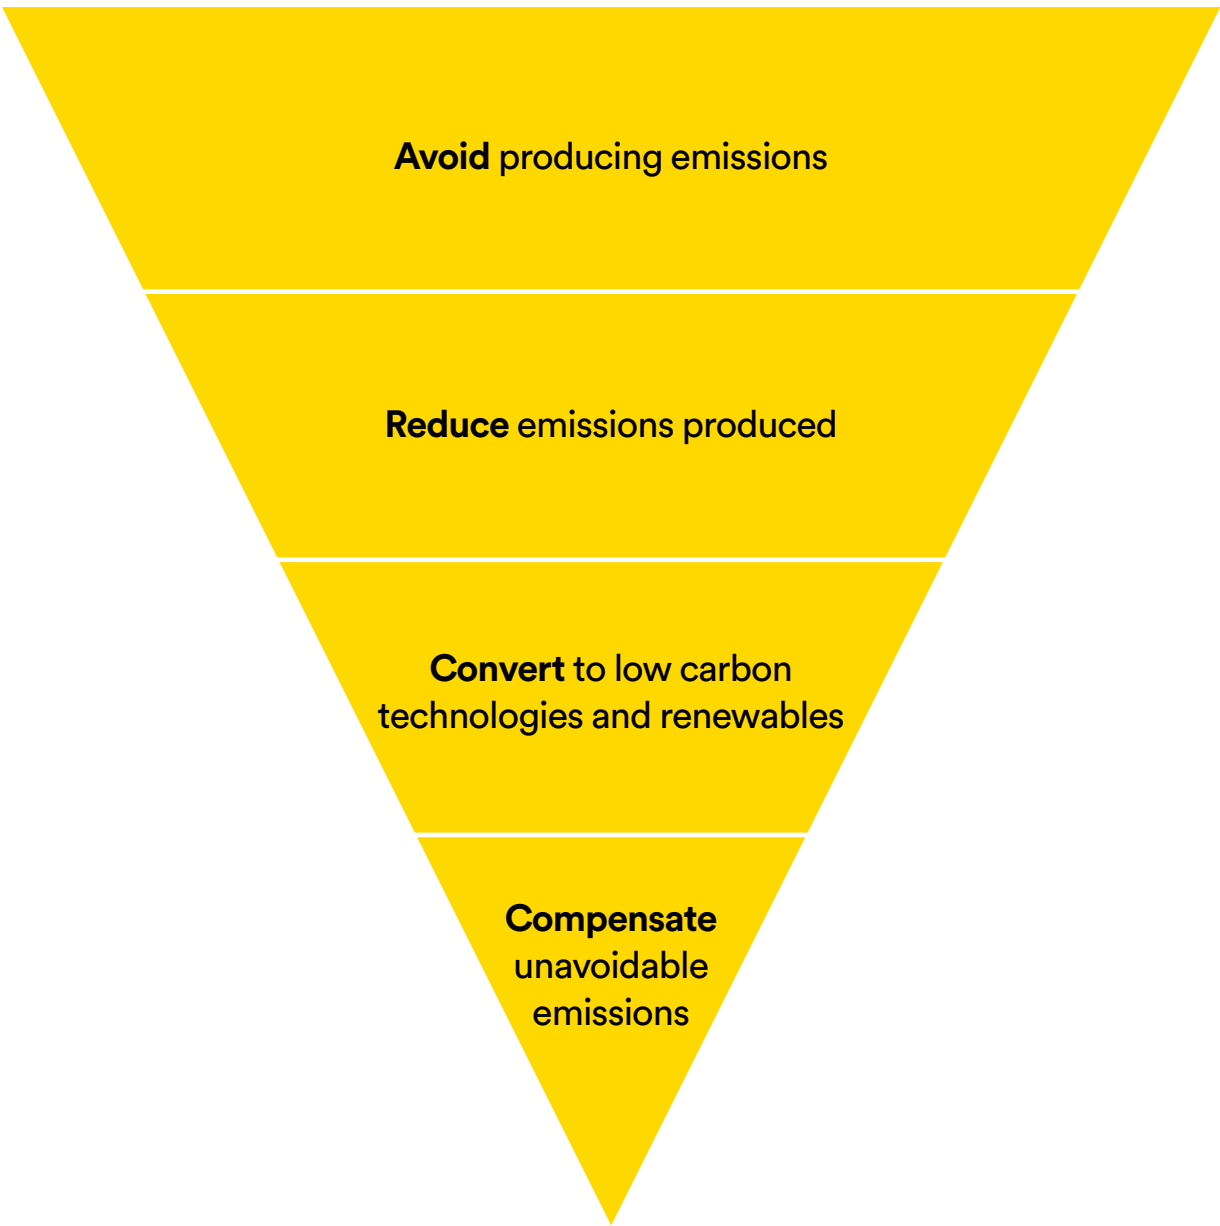 Avoid producing emissions
Reduce emissions produced
Convert to low carbon
technologies and renewables
Compensate
unavoidable
emissions